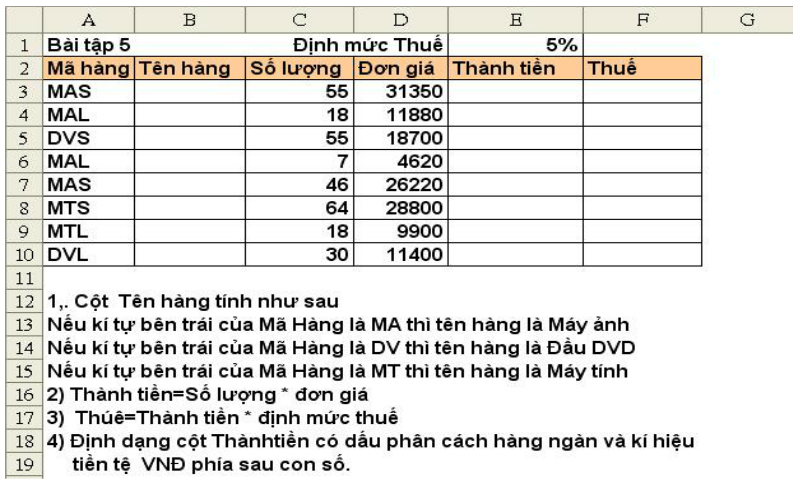 A B C D E F G
1 Bài tập 5 Định mức Thuế 5%
2 Mã hàng Tên hàng Số lượng Đơn giá Thành tiền Thuế
3 MAS 55 31350
4 MAL 18 11880
5 DVS 55 18700
6 MAL 7 4620
7 MAS 46 26220
8 MTS 64 28800
9 MTL 18 9900
10 DVL 30 11400
11
12 1,. Cột Tên hàng tính như sau
13 Nếu kí tự bên trái của Mã Hàng là MA thì tên hàng là Máy ảnh
14 Nếu kí tự bên trái của Mã Hàng là DV thì tên hàng là Đầu DVD
15 Nếu kí tự bên trái của Mã Hàng là MT thì tên hàng là Máy tính
16 2) Thành tiền=Số lượng * đơn giá
17 3) Thúê=Thành tiền * định mức thuế
18 4) Định dạng cột Thànhtiền có dấu phân cách hàng ngàn và kí hiệu
19 tiền tệ VNĐ phía sau con số.